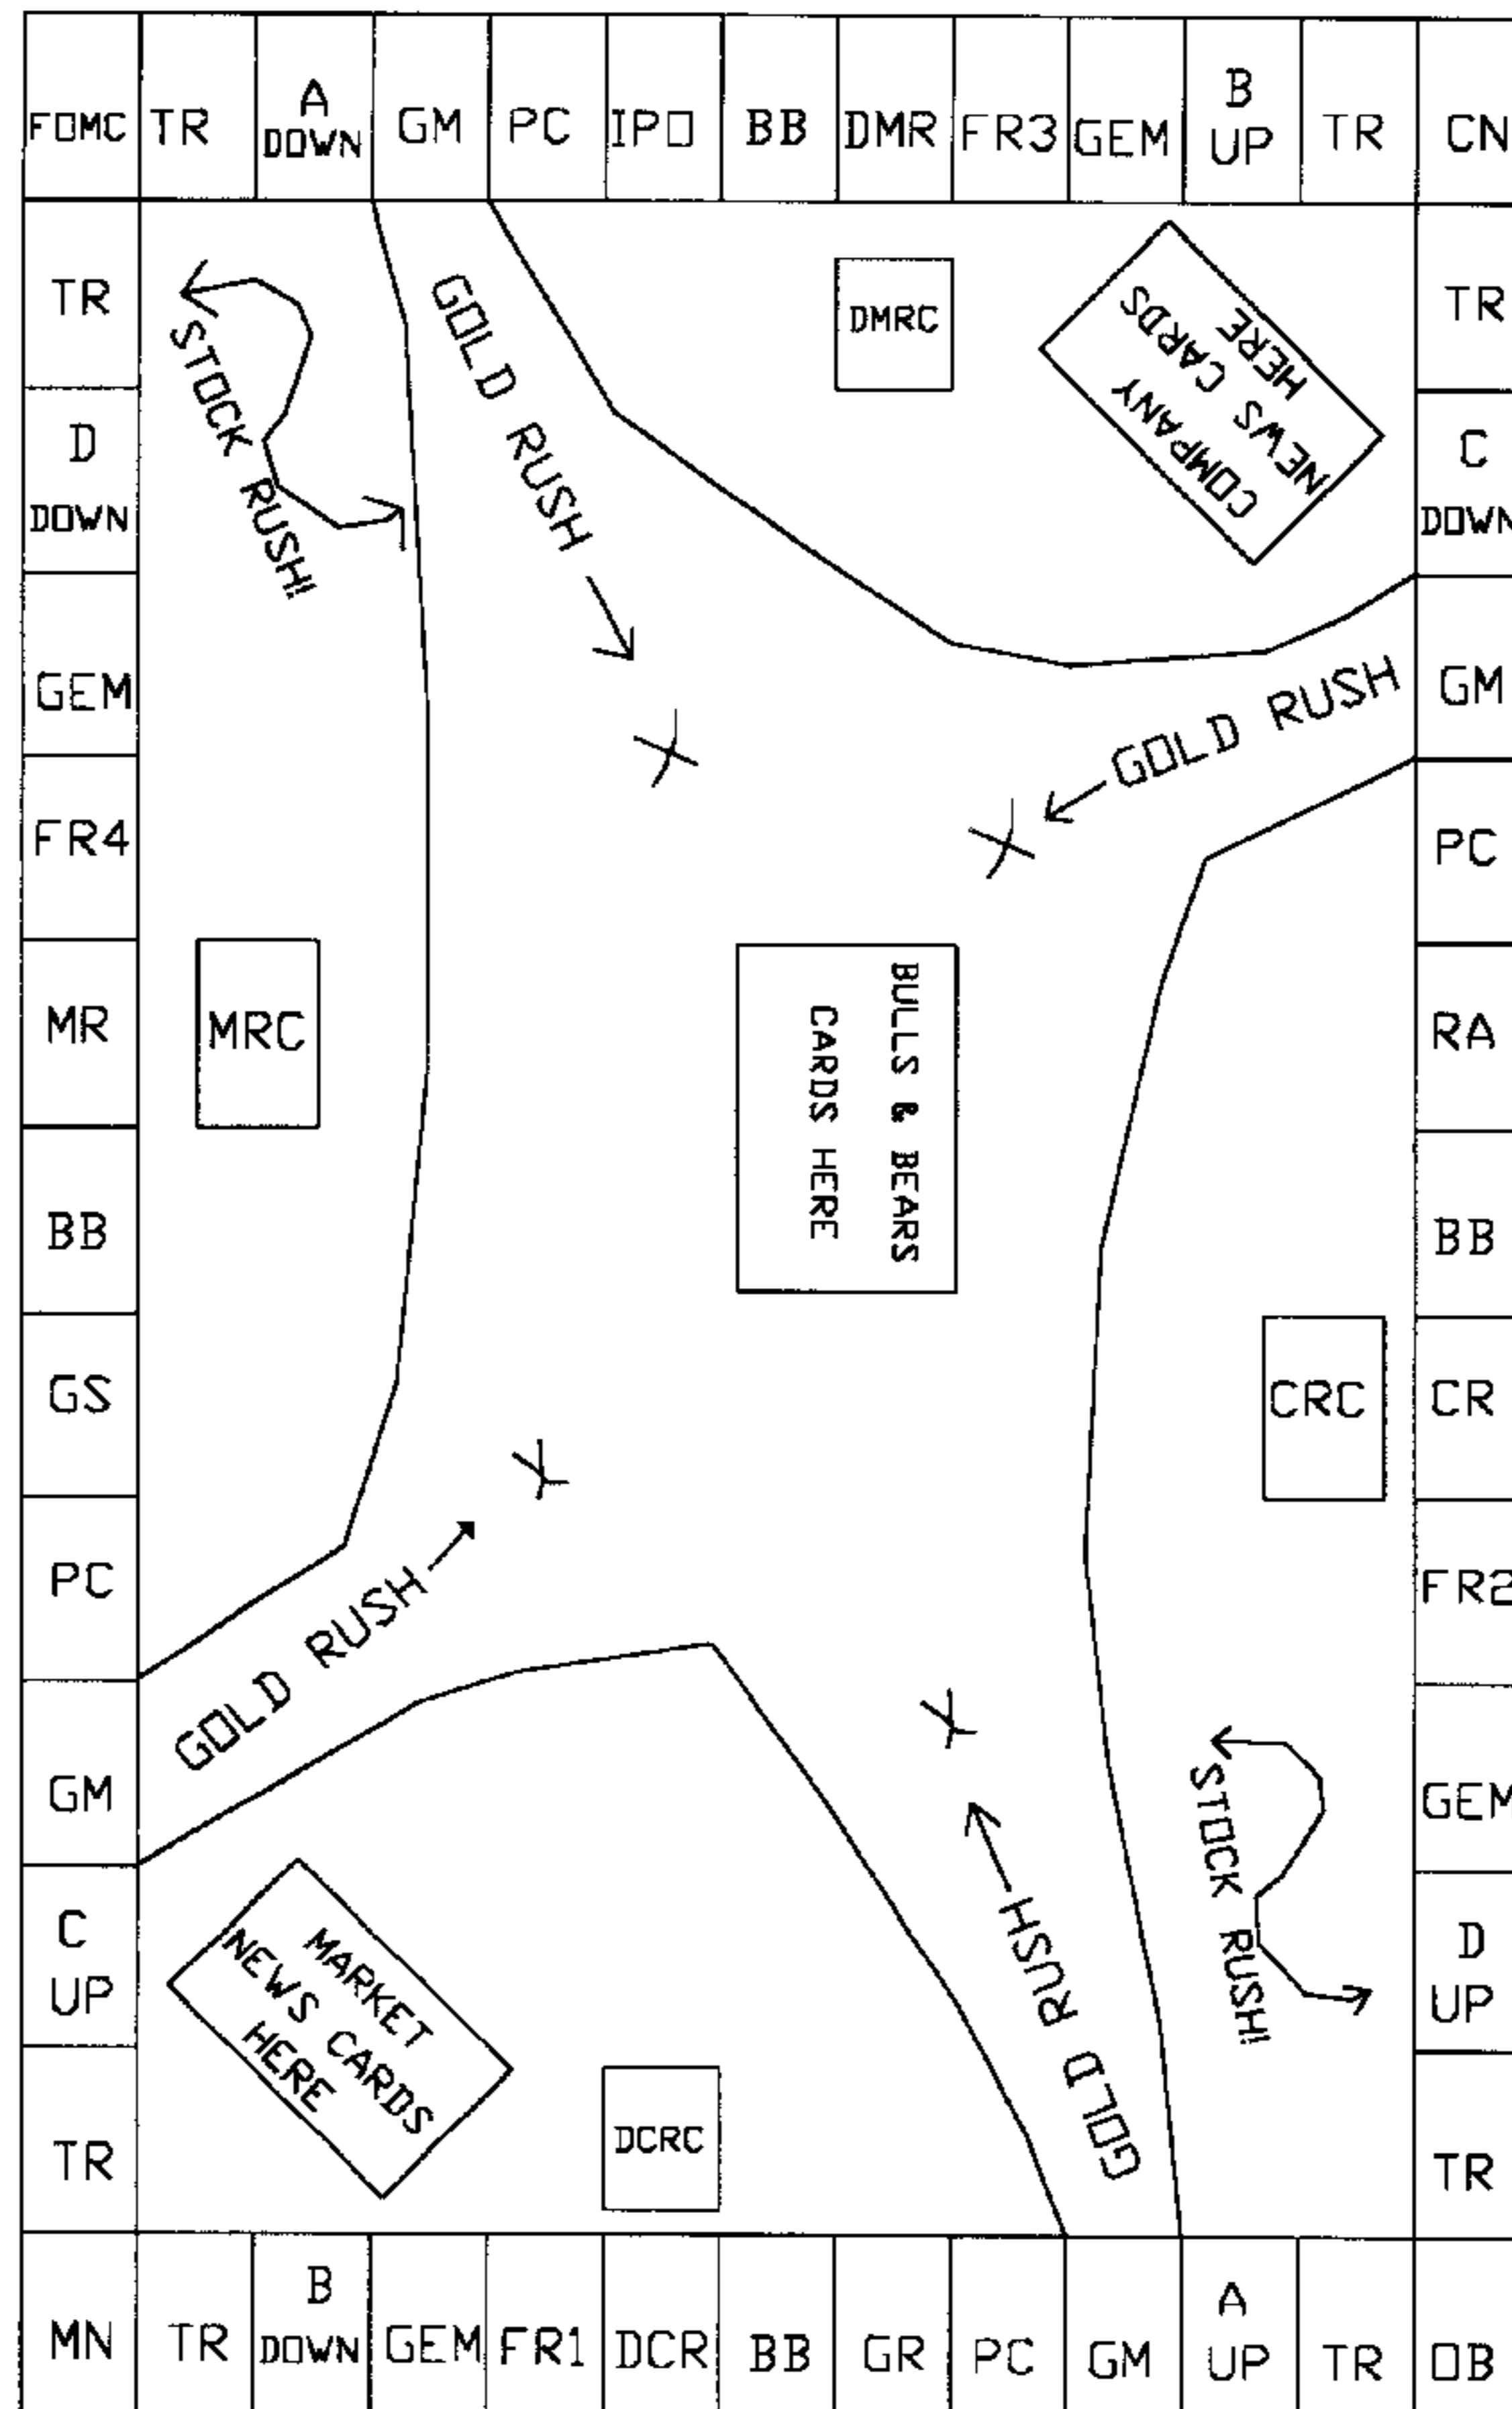 FOMC TR A DOWN GM PC IPO BB DMR FR3 GEM B UP TR CN
TR
D
DOWN
GEM
FR4
MR
BB
GS
PC
GM
C
UP
TR
STOCK RUSH!
GOLD RUSH
DMRC
COMPANY
NEWS CARDS
HERE
GOLD RUSH
X
X
MRC
BULLS & BEARS
CARDS HERE
CRC
GOLD RUSH
X
X
GOLD RUSH
STOCK RUSH!
MARKET
NEWS CARDS
HERE
DCRC
TR
C
DOWN
GM
PC
RA
BB
CR
FR2
GEM
D
UP
TR
MN TR B DOWN GEM FR1 DCR BB GR PC GM A UP TR OB